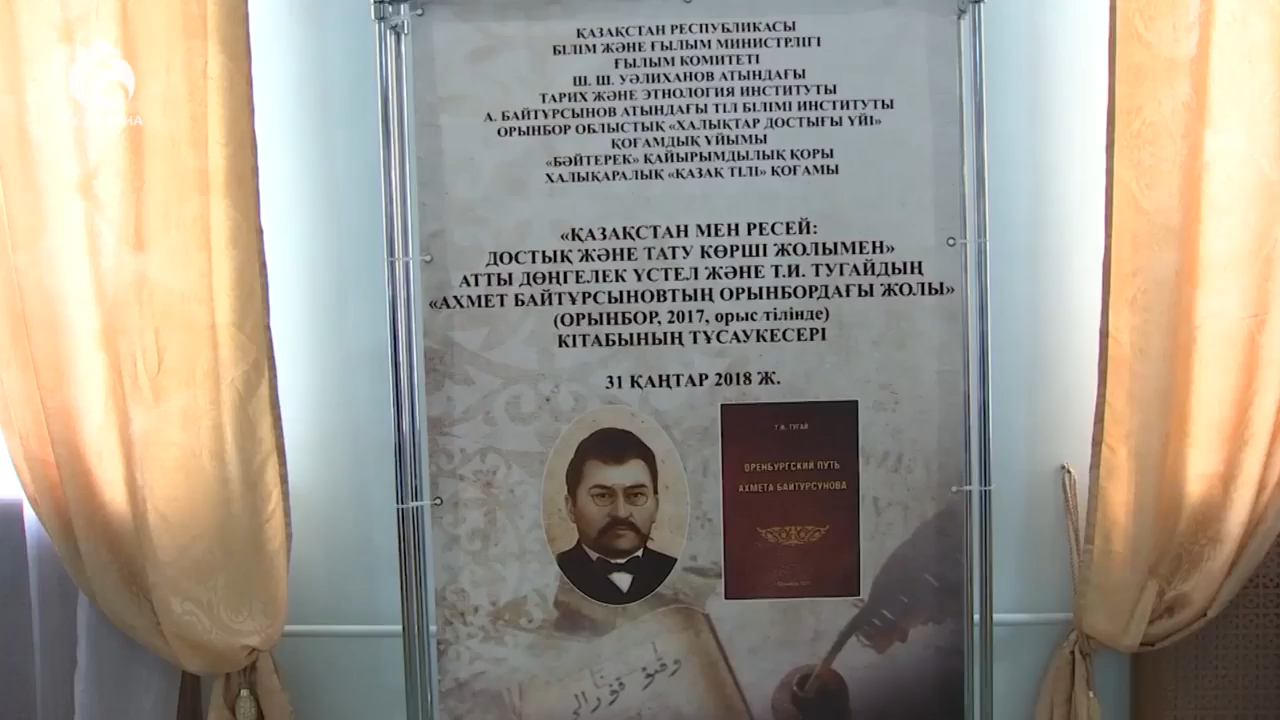 ҚАЗАҚСТАН РЕСПУБЛИКАСЫ
БІЛІМ ЖӘНЕ ҒЫЛЫМ МИНИСТРЛІГІ
ҒЫЛЫМ КОМИТЕТІ
Ш. Ш. УӘЛИХАНОВ АТЫНДАҒЫ
ТАРИХ ЖӘНЕ ЭТНОЛОГИЯ ИНСТИТУТЫ
А. БАЙТҰРСЫНОВ АТЫНДАҒЫ ТІЛ БІЛІМІ ИНСТИТУТЫ
ОРЫНБОР ОБЛЫСТЫҚ «ХАЛЫҚТАР ДОСТЫҒЫ ҮЙІ»
ҚОҒАМДЫҚ ҰЙЫМЫ
«БӘЙТЕРЕК» ҚАЙЫРЫМДЫЛЫҚ ҚОРЫ
ХАЛЫҚАРАЛЫҚ «ҚАЗАҚ ТІЛІ» ҚОҒАМЫ
«ҚАЗАҚСТАН МЕН РЕСЕЙ:
ДОСТЫҚ ЖӘНЕ ТАТУ КӨРШІ ЖОЛЫМЕН»
АТТЫ ДӨҢГЕЛЕК ҮСТЕЛ ЖӘНЕ Т.И. ТУГАЙДЫҢ
«АХМЕТ БАЙТҰРСЫНОВТЫҢ ОРЫНБОРДАҒЫ ЖОЛЫ»
(ОРЫНБОР, 2017, орыс тілінде)
КІТАБЫНЫҢ ТҰСАУКЕСЕРІ
31 ҚАҢТАР 2018 Ж.
Т.И. ТУГАЙ
ОРЕНБУРГСКИЙ ПУТЬ
АХМЕТА БАЙТУРСУНОВА